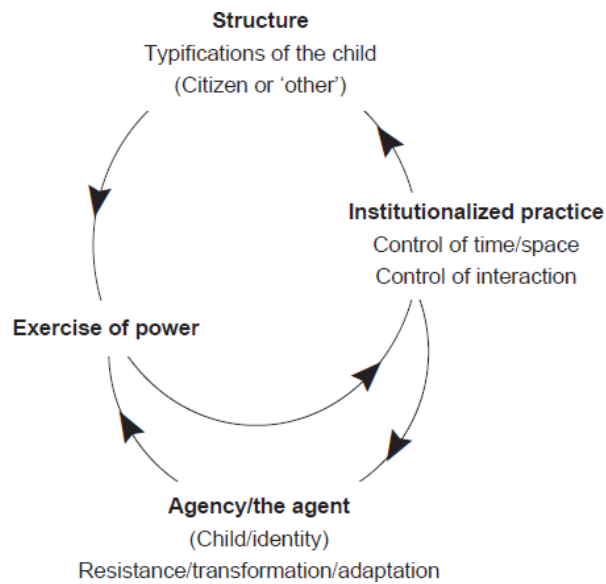 Structure
Typifications of the child
(Citizen or ‘other’)
Institutionalized practice
Control of time/space
Control of interaction
Exercise of power
Agency/the agent
(Child/identity)
Resistance/transformation/adaptation